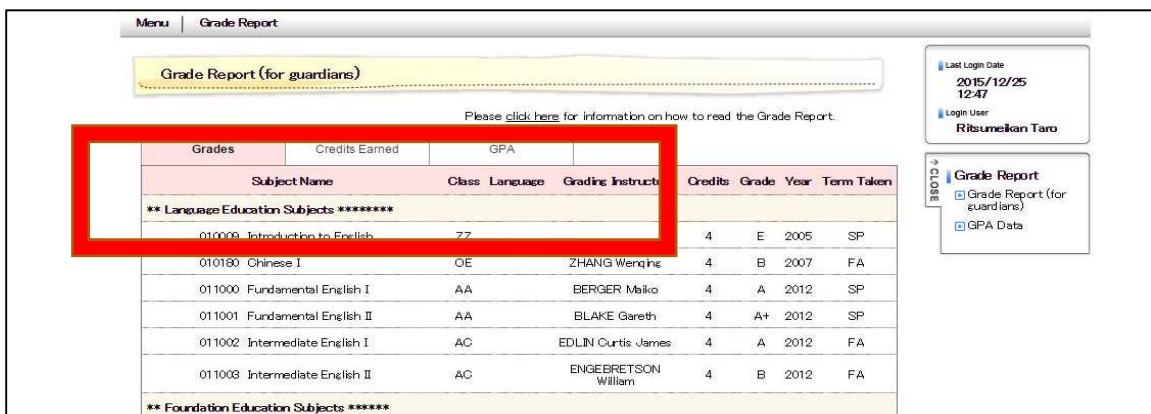 Menu | Grade Report
Grade Report (for guardians)
Please click here for information on how to read the Grade Report.
Grades Credits Earned GPA
Subject Name Class Language Grading Instructor Credits Grade Year Term Taken
** Language Education Subjects ********
010009 Introduction to English ZZ 4 E 2005 SP
010180 Chinese I OE ZHANG Wenqing 4 B 2007 FA
011000 Fundamental English I AA BERGER Maiko 4 A 2012 SP
011001 Fundamental English II AA BLAKE Gareth 4 A+ 2012 SP
011002 Intermediate English I AC EDLIN Curtis James 4 A 2012 FA
011003 Intermediate English II AC ENGEBRETSON William 4 B 2012 FA
** Foundation Education Subjects ******
Last Login Date
2015/12/25
12:47
Login User
Ritsumeikan Taro
CLOSE
Grade Report
Grade Report (for
guardians)
GPA Data